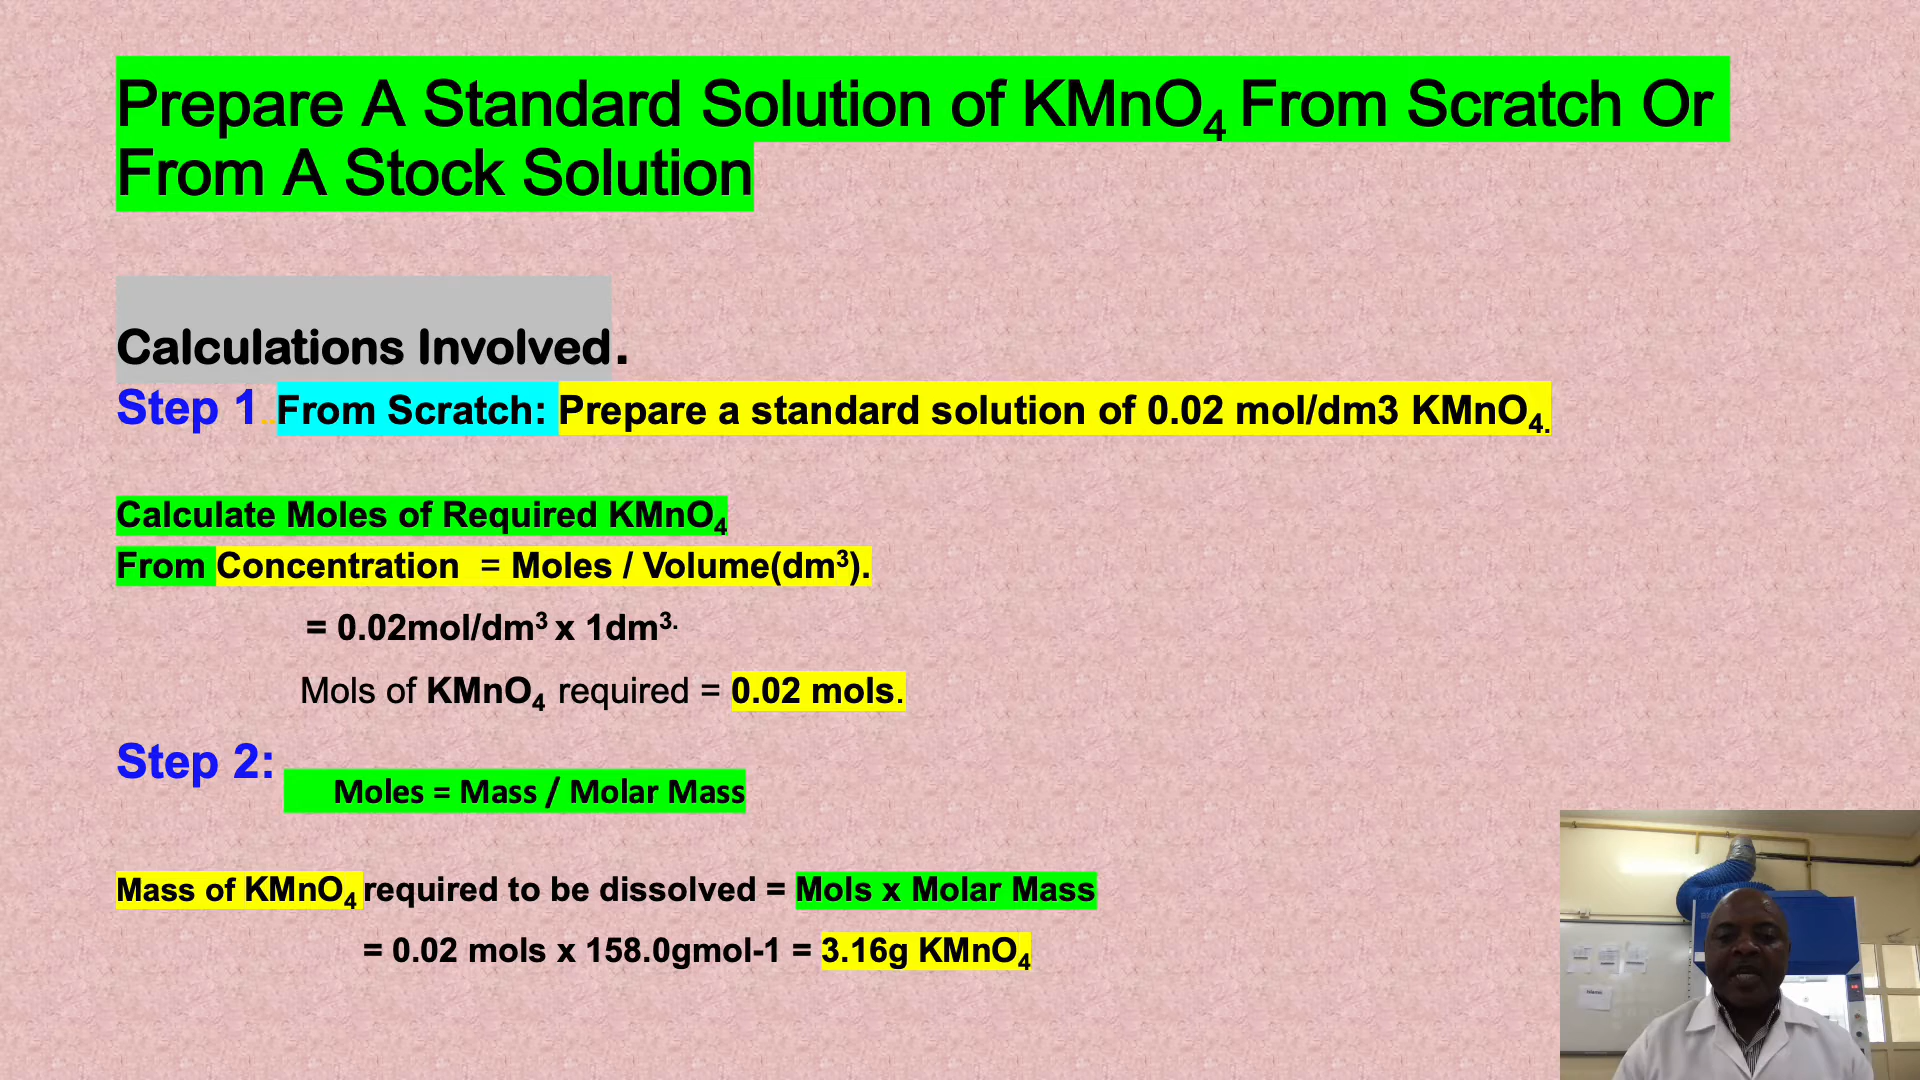 Prepare A Standard Solution of KMnO₄ From Scratch Or
From A Stock Solution
Calculations Involved.
Step 1..From Scratch: Prepare a standard solution of 0.02 mol/dm3 KMnO₄.
Calculate Moles of Required KMnO₄
From Concentration = Moles / Volume(dm³).
= 0.02mol/dm³ x 1dm³.
Mols of KMnO₄ required = 0.02 mols.
Step 2:
Moles = Mass / Molar Mass
Mass of KMnO₄ required to be dissolved = Mols x Molar Mass
= 0.02 mols x 158.0gmol-1 = 3.16g KMnO₄